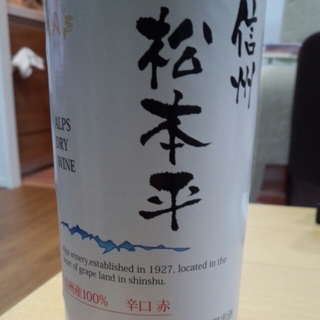 信州
松本平
ALPS
DRY
WINE
winery,established in 1927, located in the
of grape land in shinshu.
100% 辛口 赤